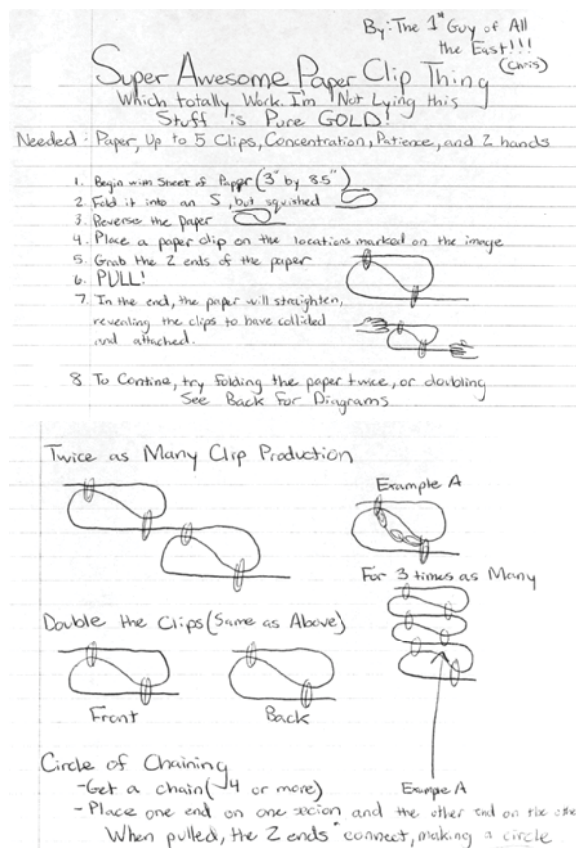 By: The 1st Guy of All
the East!!!
(Chris)
Super Awesome Paper Clip Thing
Which totally Work. I'm Not Lying this
Stuff is Pure GOLD!
Needed: Paper, Up to 5 Clips, Concentration, Patience, and 2 hands
1. Begin with Sheet of Paper (3" by 8.5")
2. Fold it into an S, but squished
3. Reverse the Paper
4. Place a paper clip on the locations marked on the image
5. Grab the 2 ends of the paper
6. PULL!
7. In the end, the paper will straighten,
revealing the clips to have collided
and attached.
8. To Contine, try folding the paper twice, or doubling
See Back For Diagrams
Twice as Many Clip Production
Example A
For 3 times as Many
Double the Clips (Same as Above)
Front
Back
Circle of Chaining
-Get a chain (4 or more)
Example A
-Place one end on one secion and the other end on the othe
When pulled, the 2 ends connect, making a circle